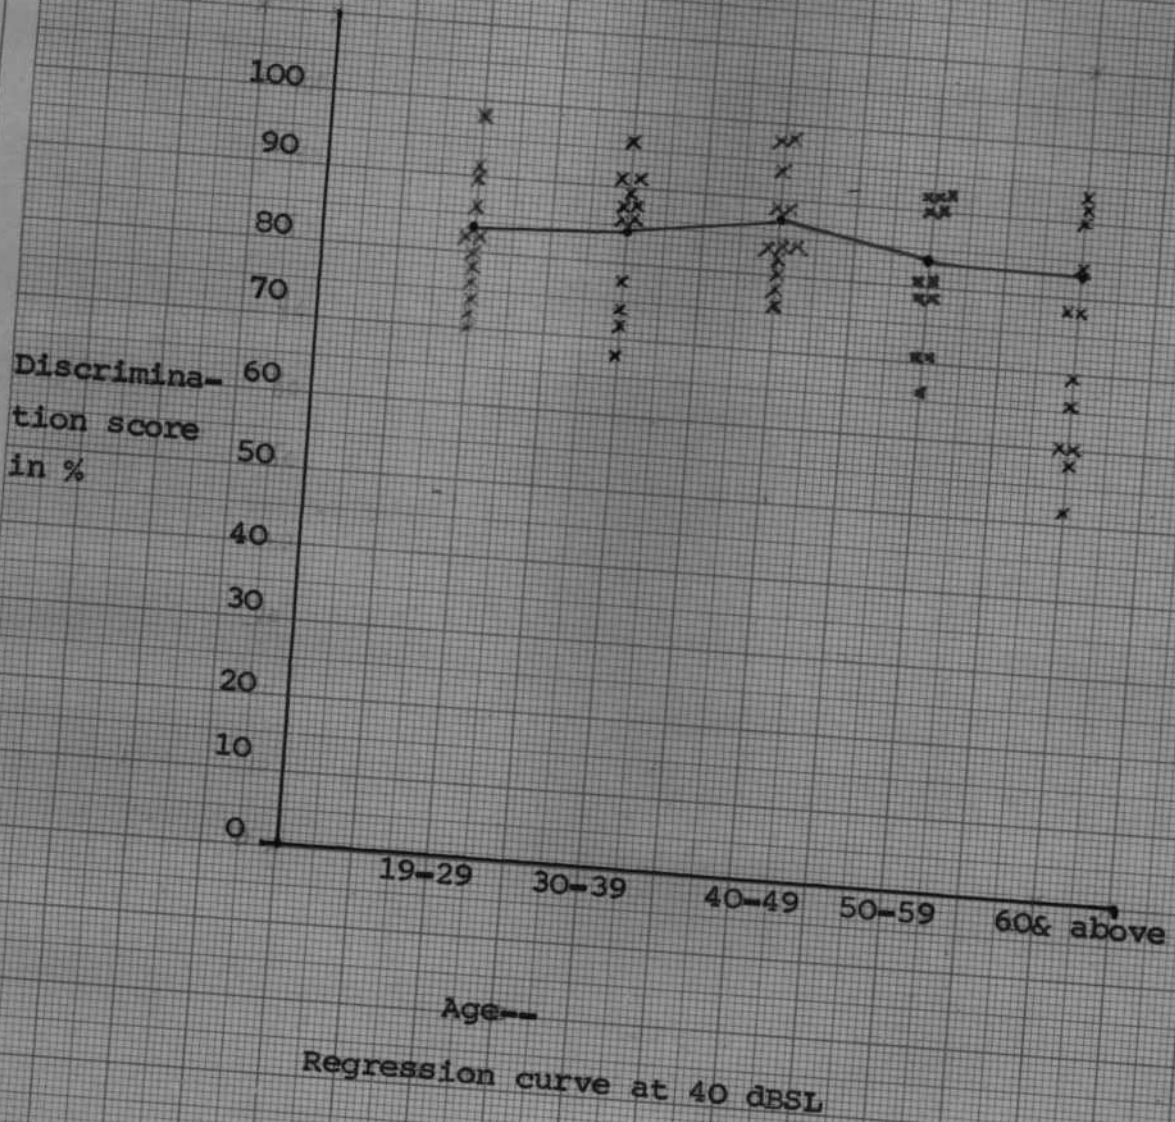 100
90
80
70
Discrimina- 60
tion score
50
in %
40
30
20
10
0
19-29 30-39 40-49 50-59 60& above
Age--
Regression curve at 40 dBSL